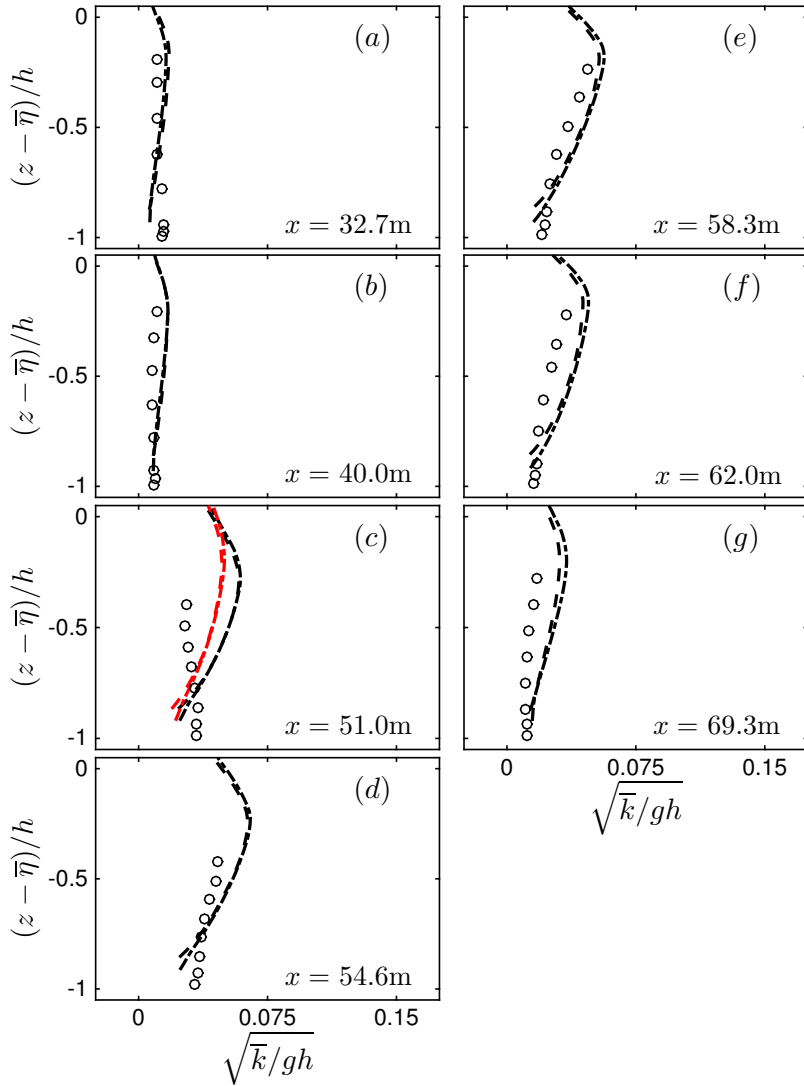 0
(a)
(z − η̅)/h
-0.5
x = 32.7m
-1
0
(b)
(z − η̅)/h
-0.5
x = 40.0m
-1
0
(c)
(z − η̅)/h
-0.5
x = 51.0m
-1
0
(d)
(z − η̅)/h
-0.5
x = 54.6m
-1
0 0.075 0.15
√(k̅/gh)
(e)
x = 58.3m
(f)
x = 62.0m
(g)
x = 69.3m
0 0.075 0.15
√(k̅/gh)